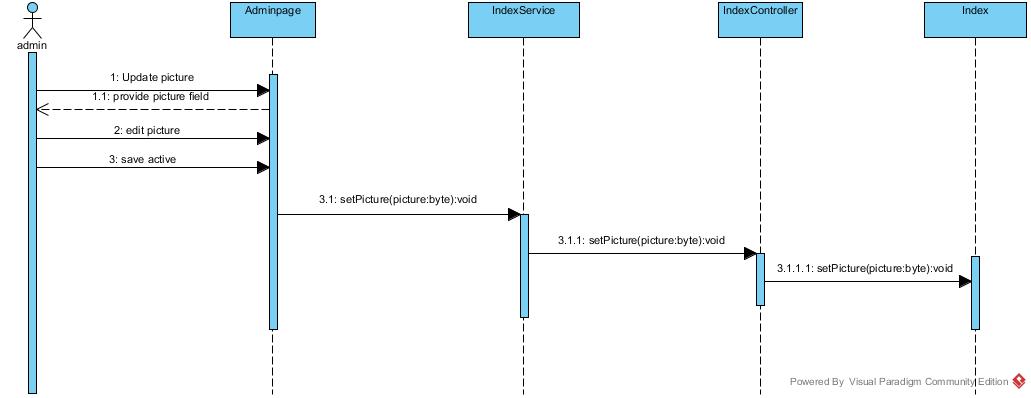 Adminpage
IndexService
IndexController
Index
admin
1: Update picture
1.1: provide picture field
2: edit picture
3: save active
3.1: setPicture(picture:byte):void
3.1.1: setPicture(picture:byte):void
3.1.1.1: setPicture(picture:byte):void
Powered By Visual Paradigm Community Edition